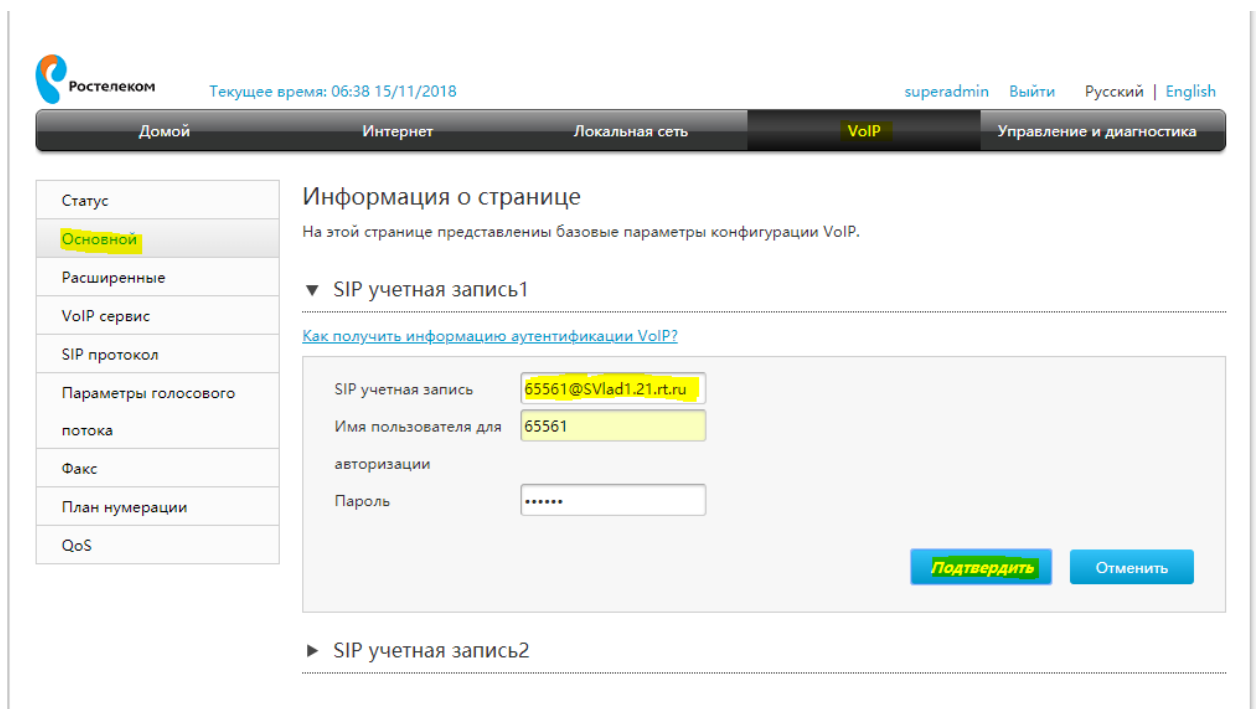 Ростелеком
Текущее время: 06:38 15/11/2018
superadmin Выйти Русский | English
Домой Интернет Локальная сеть VoIP Управление и диагностика
Статус
Основной
Расширенные
VoIP сервис
SIP протокол
Параметры голосового
потока
Факс
План нумерации
QoS
Информация о странице
На этой странице представлениы базовые параметры конфигурации VoIP.
▼ SIP учетная запись1
Как получить информацию аутентификации VoIP?
SIP учетная запись 65561@SVlad1.21.rt.ru
Имя пользователя для 65561
авторизации
Пароль ••••••
Подтвердить Отменить
► SIP учетная запись2